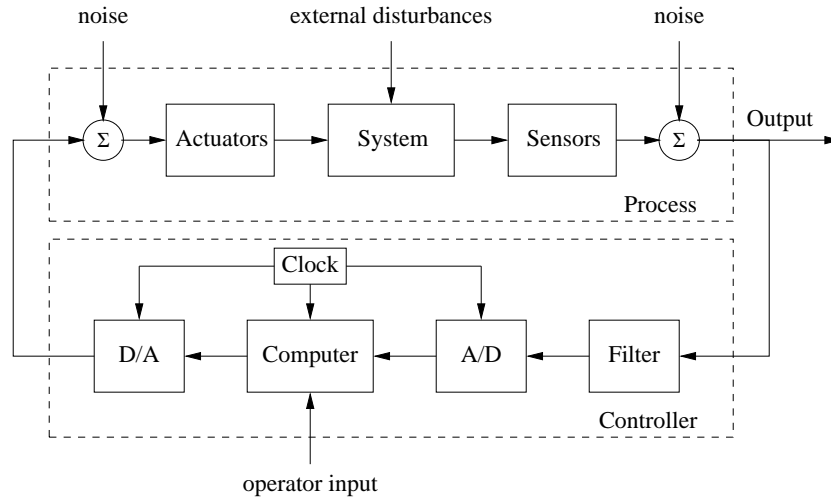 noise
external disturbances
noise
Σ
Actuators
System
Sensors
Σ
Output
Process
Clock
D/A
Computer
A/D
Filter
Controller
operator input